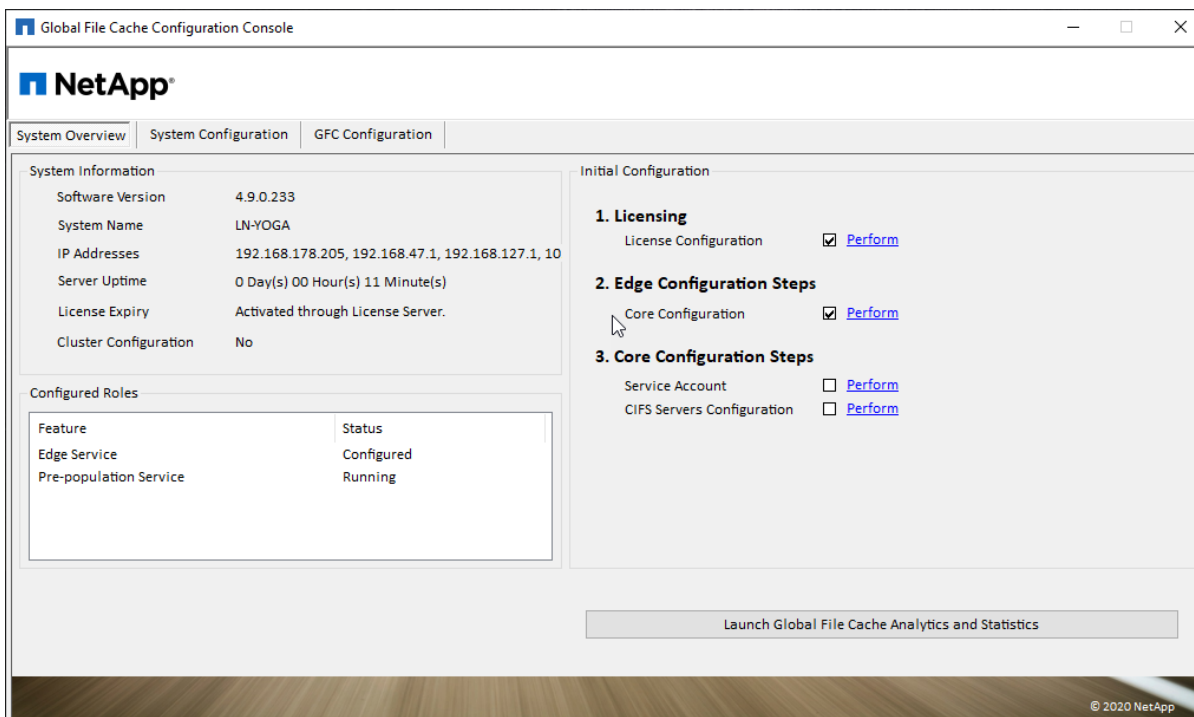 Global File Cache Configuration Console
NetApp®
System Overview System Configuration GFC Configuration
System Information
Software Version 4.9.0.233
System Name LN-YOGA
IP Addresses 192.168.178.205, 192.168.47.1, 192.168.127.1, 10
Server Uptime 0 Day(s) 00 Hour(s) 11 Minute(s)
License Expiry Activated through License Server.
Cluster Configuration No
Configured Roles
Feature Status
Edge Service Configured
Pre-population Service Running
Initial Configuration
1. Licensing
License Configuration Perform
2. Edge Configuration Steps
Core Configuration Perform
3. Core Configuration Steps
Service Account Perform
CIFS Servers Configuration Perform
Launch Global File Cache Analytics and Statistics
© 2020 NetApp